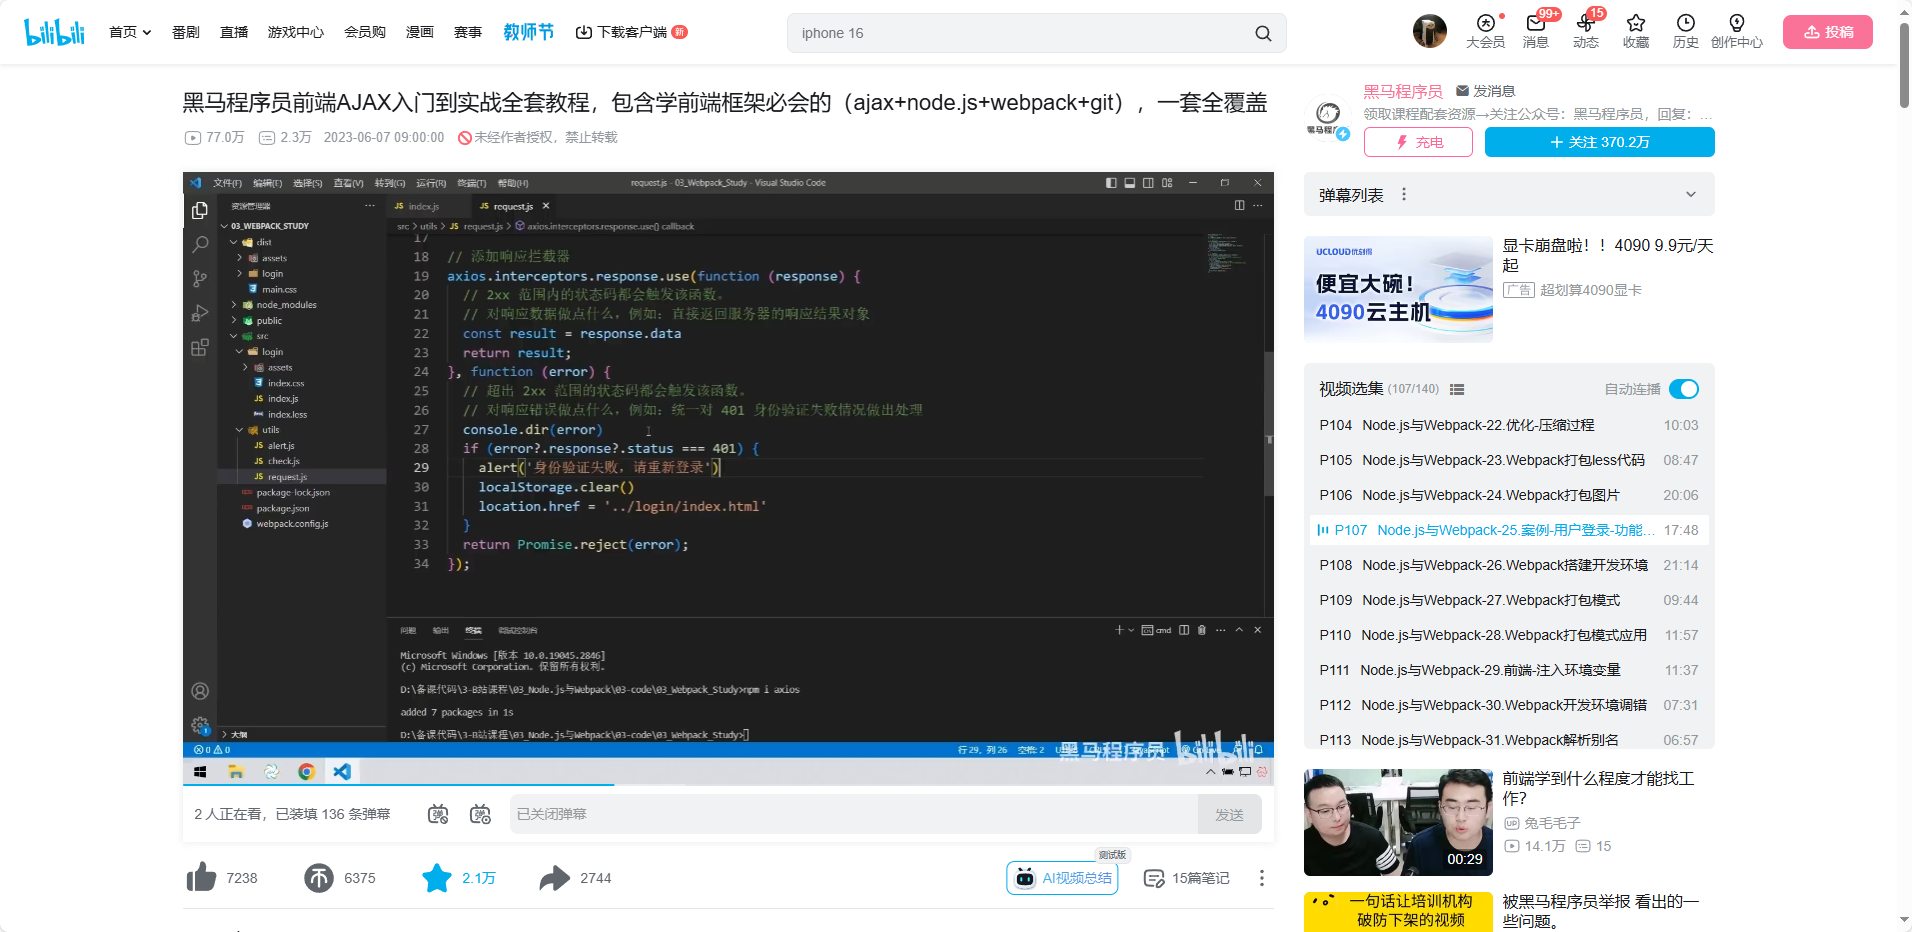 bilibili
首页 番剧 直播 游戏中心 会员购 漫画 赛事 教师节 下载客户端 新
iphone 16
大会员 消息 99+ 动态 15 收藏 历史 创作中心 投稿
黑马程序员前端AJAX入门到实战全套教程，包含学前端框架必会的（ajax+node.js+webpack+git），一套全覆盖
77.0万 2.3万 2023-06-07 09:00:00 未经作者授权，禁止转载
文件(F) 编辑(E) 选择(S) 查看(V) 转到(G) 运行(R) 终端(T) 帮助(H)
request.js - 03_Webpack_Study - Visual Studio Code
资源管理器
03_WEBPACK_STUDY
dist
assets
login
main.css
node_modules
public
src
login
assets
index.css
index.js
index.less
utils
alert.js
check.js
request.js
package-lock.json
package.json
webpack.config.js
大纲
JS index.js JS request.js
src > utils > JS request.js > axios.interceptors.response.use() callback
17
18 // 添加响应拦截器
19 axios.interceptors.response.use(function (response) {
20 // 2xx 范围内的状态码都会触发该函数。
21 // 对响应数据做点什么，例如：直接返回服务器的响应结果对象
22 const result = response.data
23 return result;
24 }, function (error) {
25 // 超出 2xx 范围的状态码都会触发该函数。
26 // 对响应错误做点什么，例如：统一对 401 身份验证失败情况做出处理
27 console.dir(error)
28 if (error?.response?.status === 401) {
29 alert('身份验证失败，请重新登录')
30 localStorage.clear()
31 location.href = '../login/index.html'
32 }
33 return Promise.reject(error);
34 });
问题 输出 终端 调试控制台
cmd
Microsoft Windows [版本 10.0.19045.2846]
(c) Microsoft Corporation。保留所有权利。
D:\备课代码\3-B站课程\03_Node.js与Webpack\03-code\03_Webpack_Study>npm i axios
added 7 packages in 1s
D:\备课代码\3-B站课程\03_Node.js与Webpack\03-code\03_Webpack_Study>
0 0
行 29，列 26 空格: 2
黑马程序员 bilibili
2 人正在看，已装填 136 条弹幕
已关闭弹幕
发送
7238 6375 2.1万 2744
测试版
AI视频总结 15篇笔记
黑马程序员 发消息
领取课程配套资源→关注公众号：黑马程序员，回复：...
充电 + 关注 370.2万
弹幕列表
UCLOUD优刻得
便宜大碗！
4090云主机
显卡崩盘啦！！4090 9.9元/天
起
广告 超划算4090显卡
视频选集 (107/140) 自动连播
P104 Node.js与Webpack-22.优化-压缩过程 10:03
P105 Node.js与Webpack-23.Webpack打包less代码 08:47
P106 Node.js与Webpack-24.Webpack打包图片 20:06
P107 Node.js与Webpack-25.案例-用户登录-功能... 17:48
P108 Node.js与Webpack-26.Webpack搭建开发环境 21:14
P109 Node.js与Webpack-27.Webpack打包模式 09:44
P110 Node.js与Webpack-28.Webpack打包模式应用 11:57
P111 Node.js与Webpack-29.前端-注入环境变量 11:37
P112 Node.js与Webpack-30.Webpack开发环境调错 07:31
P113 Node.js与Webpack-31.Webpack解析别名 06:57
00:29
前端学到什么程度才能找工
作？
UP 兔毛毛子
14.1万 15
一句话让培训机构
破防下架的视频
被黑马程序员举报 看出的一
些问题。